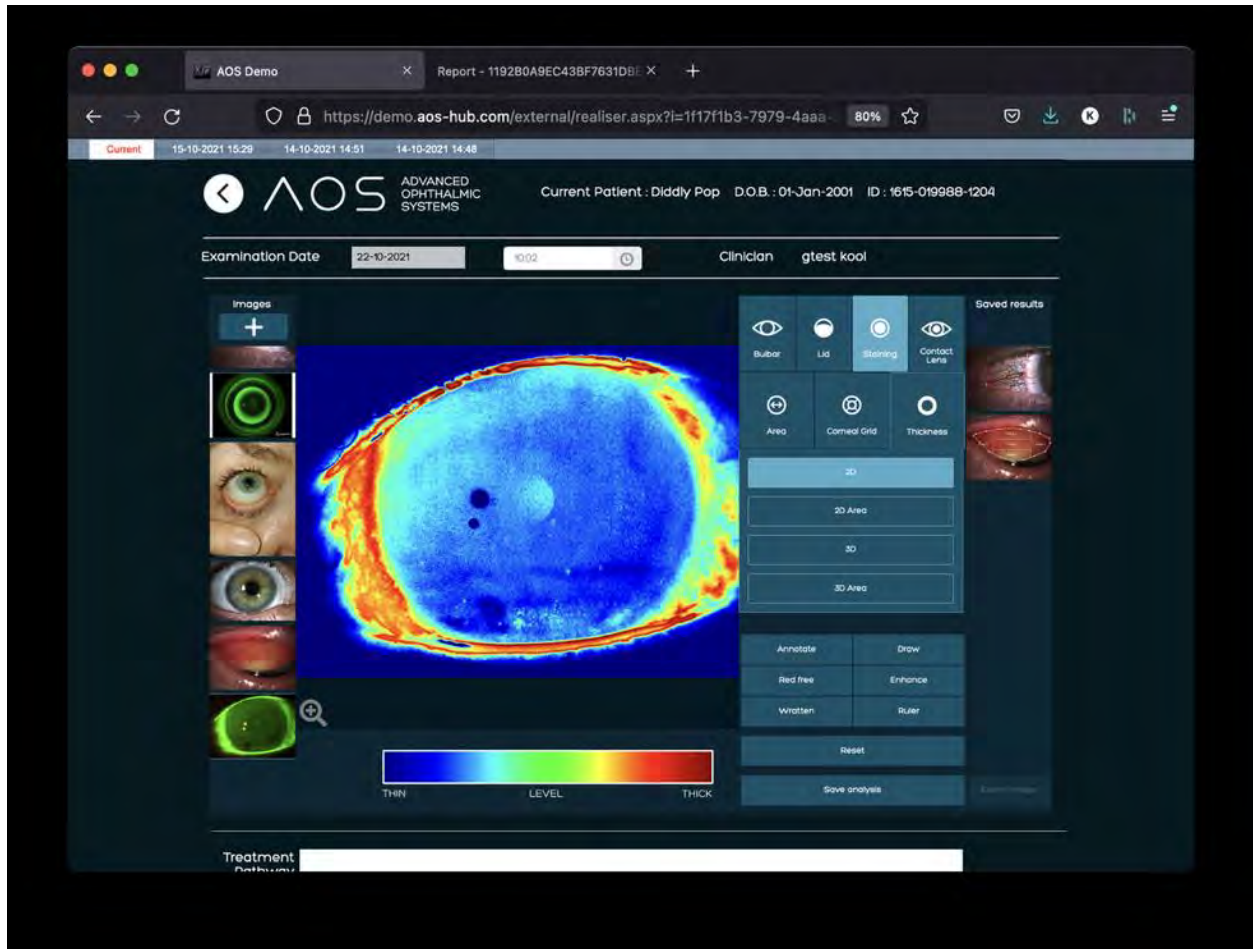 AOS Demo
Report - 1192B0A9EC43BF7631DBE
https://demo.aos-hub.com/external/realiser.aspx?i=1f17f1b3-7979-4aaa-
80%
K
Current 15-10-2021 15:29 14-10-2021 14:51 14-10-2021 14:48
AOS
ADVANCED
OPHTHALMIC
SYSTEMS
Current Patient : Diddly Pop D.O.B. : 01-Jan-2001 ID : 1615-019988-1204
Examination Date 22-10-2021 10:02 Clinician gtest kool
Images
Saved results
Bulbar Lid Staining Contact
Lens
Area Corneal Grid Thickness
2D
2D Area
3D
3D Area
Annotate Draw
Red free Enhance
Wratten Ruler
Reset
Save analysis
THIN LEVEL THICK
Treatment
Pathway